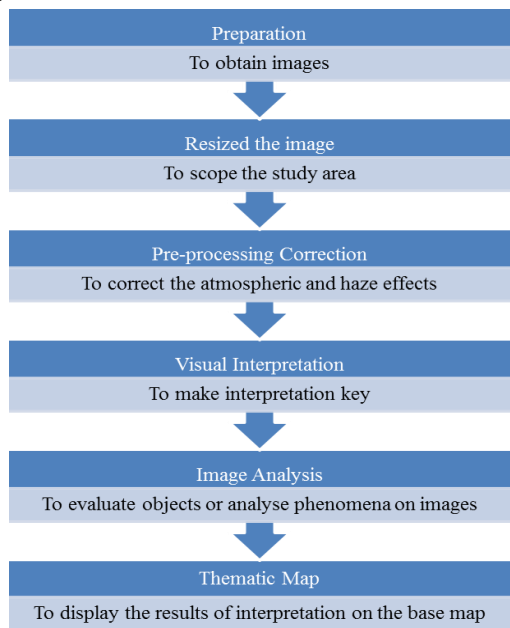 Preparation
To obtain images
Resized the image
To scope the study area
Pre-processing Correction
To correct the atmospheric and haze effects
Visual Interpretation
To make interpretation key
Image Analysis
To evaluate objects or analyse phenomena on images
Thematic Map
To display the results of interpretation on the base map